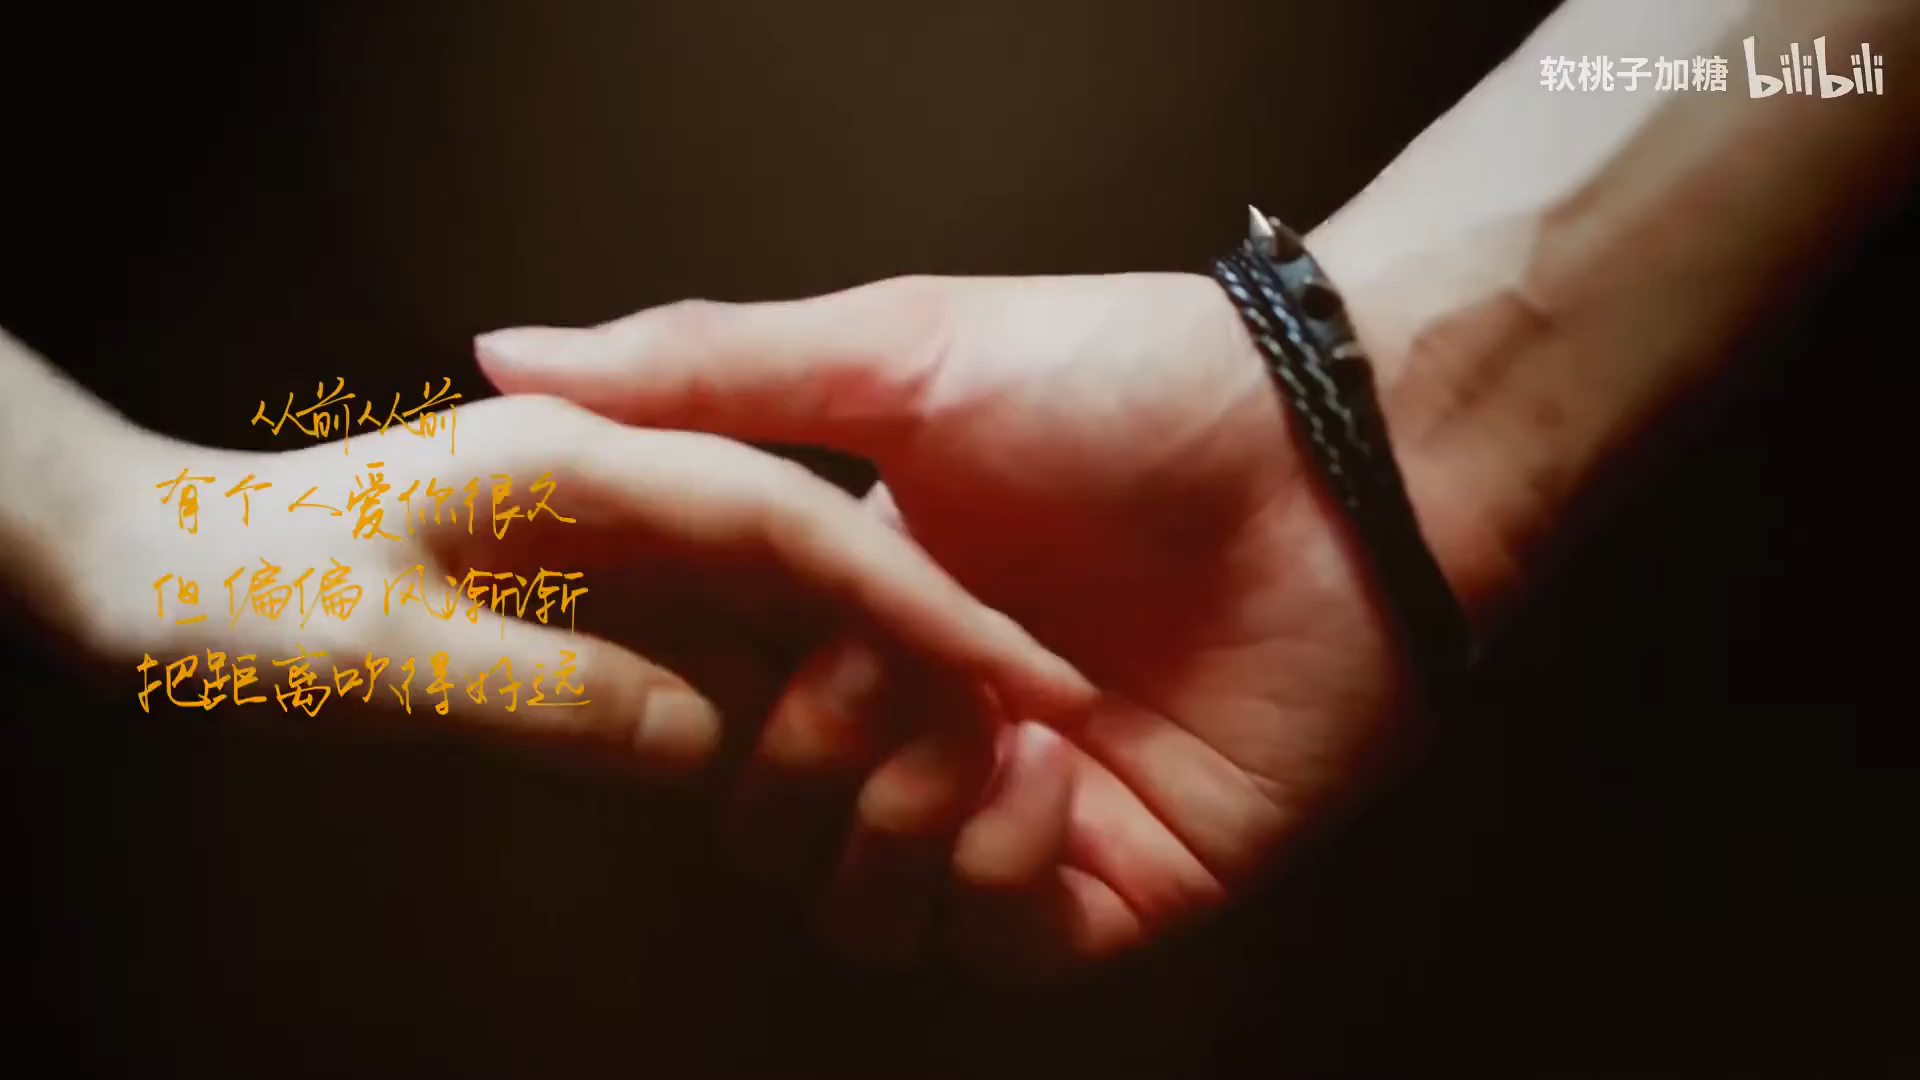 软桃子加糖 bilibili
从前从前
有个人爱你很久
但偏偏风渐渐
把距离吹得好远